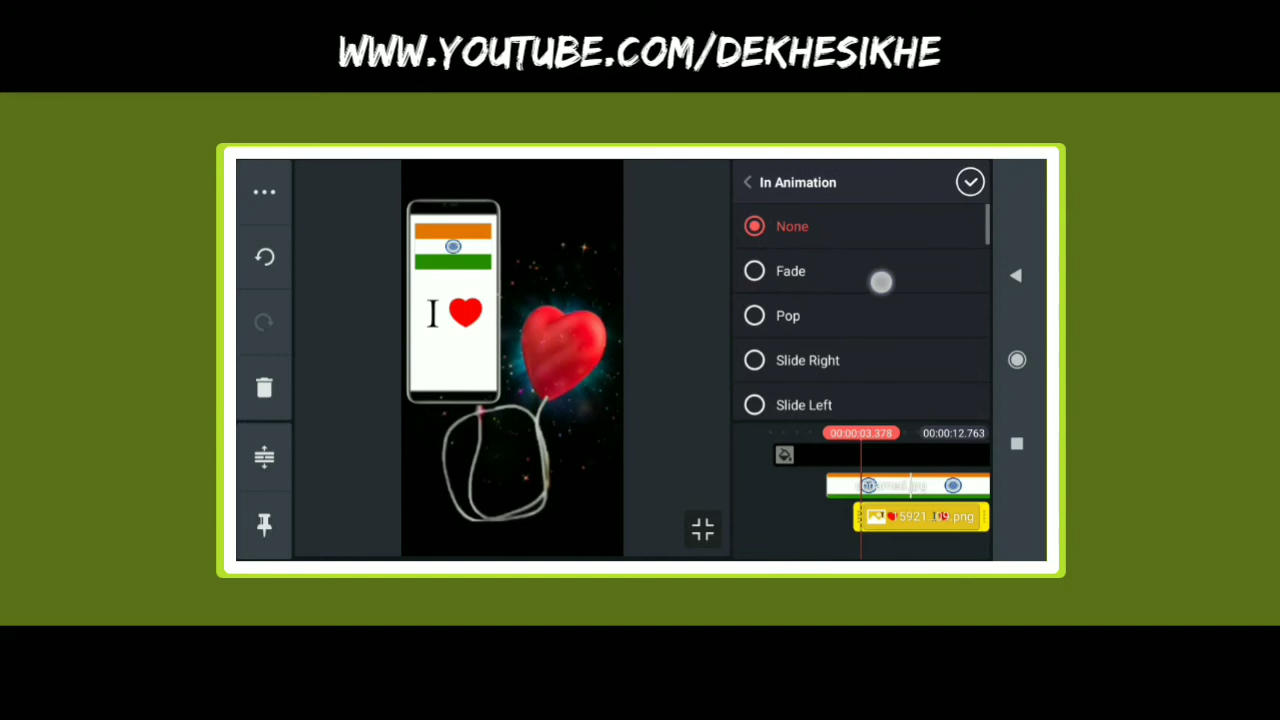 WWW.YOUTUBE.COM/DEKHESIKHE
In Animation
None
Fade
Pop
Slide Right
Slide Left
I
00:00:03.378
00:00:12.763